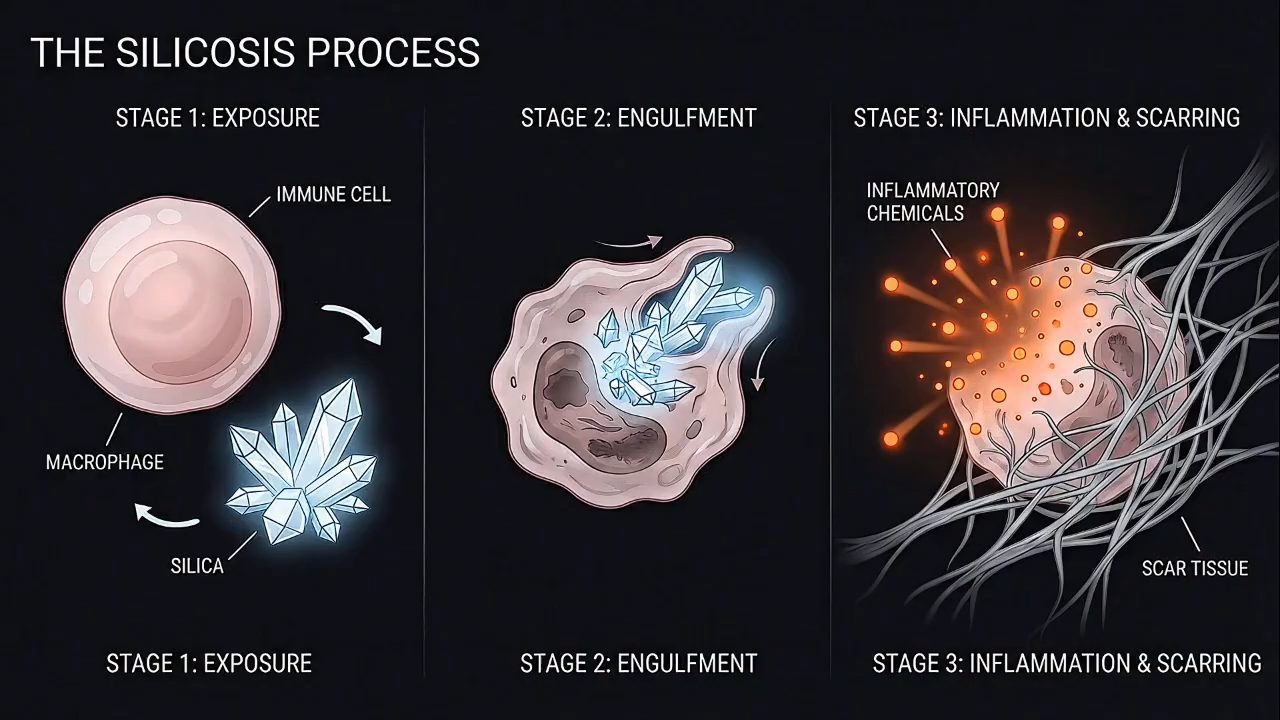 THE SILICOSIS PROCESS
STAGE 1: EXPOSURE
STAGE 2: ENGULFMENT
STAGE 3: INFLAMMATION & SCARRING
IMMUNE CELL
MACROPHAGE
SILICA
INFLAMMATORY
CHEMICALS
SCAR TISSUE
STAGE 1: EXPOSURE
STAGE 2: ENGULFMENT
STAGE 3: INFLAMMATION & SCARRING